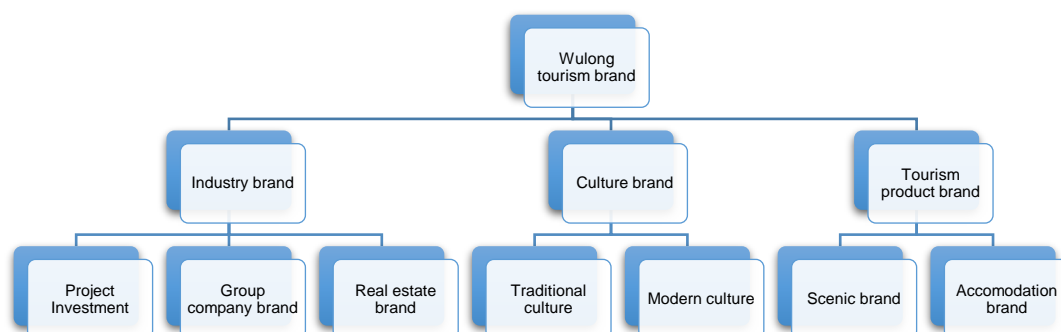 Wulong
tourism brand
Industry brand
Culture brand
Tourism
product brand
Project
Investment
Group
company brand
Real estate
brand
Traditional
culture
Modern culture
Scenic brand
Accomodation
brand